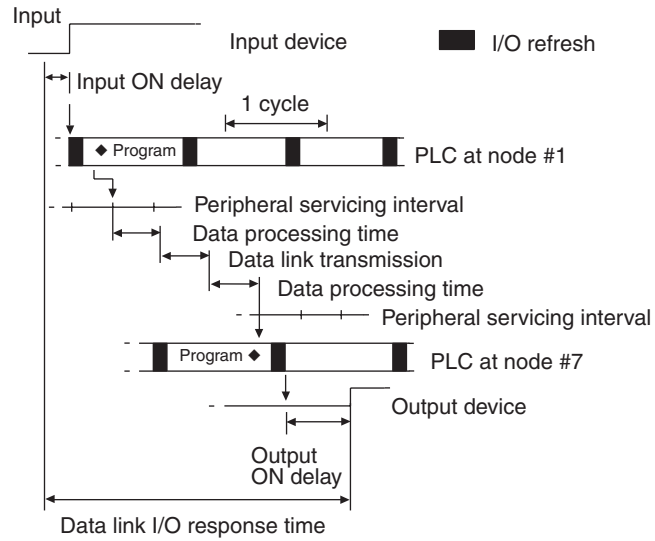 Input
Input device
I/O refresh
Input ON delay
1 cycle
Program
PLC at node #1
Peripheral servicing interval
Data processing time
Data link transmission
Data processing time
Peripheral servicing interval
Program
PLC at node #7
Output device
Output
ON delay
Data link I/O response time